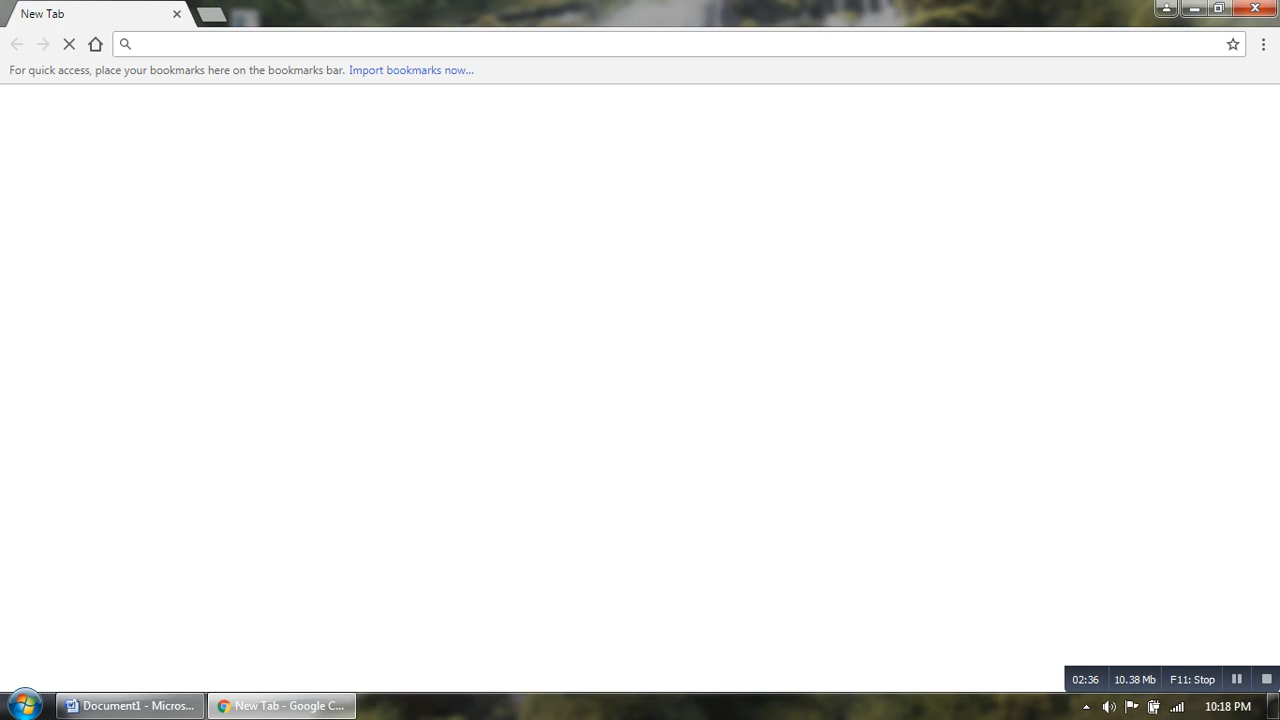 New Tab
For quick access, place your bookmarks here on the bookmarks bar. Import bookmarks now...
02:36 10.38 Mb F11: Stop
Document1 - Micros... New Tab - Google C... 10:18 PM